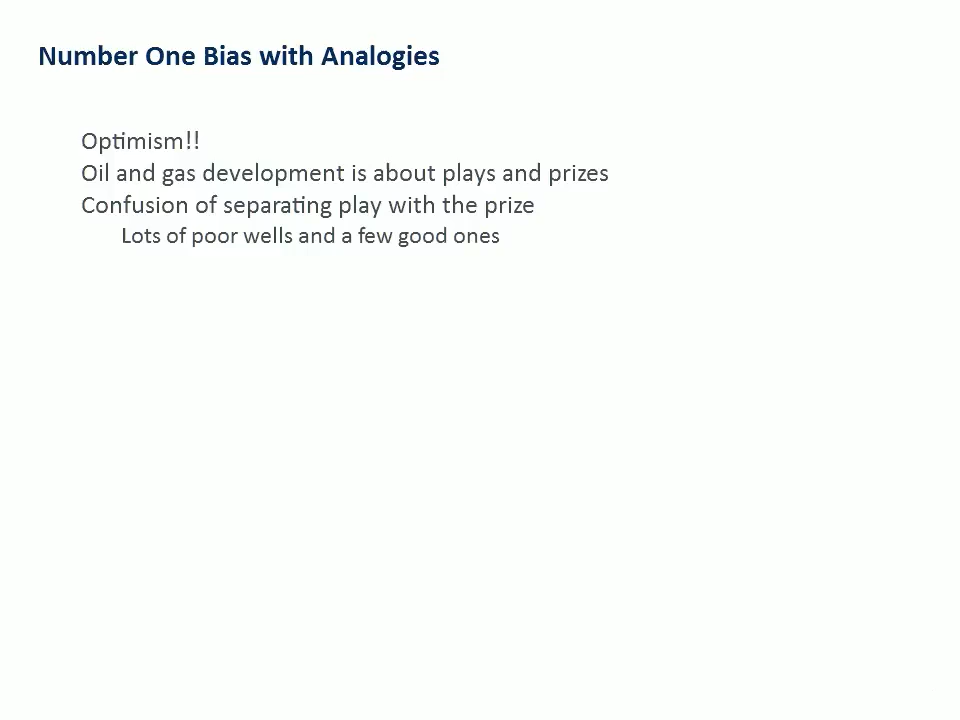 Number One Bias with Analogies
Optimism!!
Oil and gas development is about plays and prizes
Confusion of separating play with the prize
Lots of poor wells and a few good ones